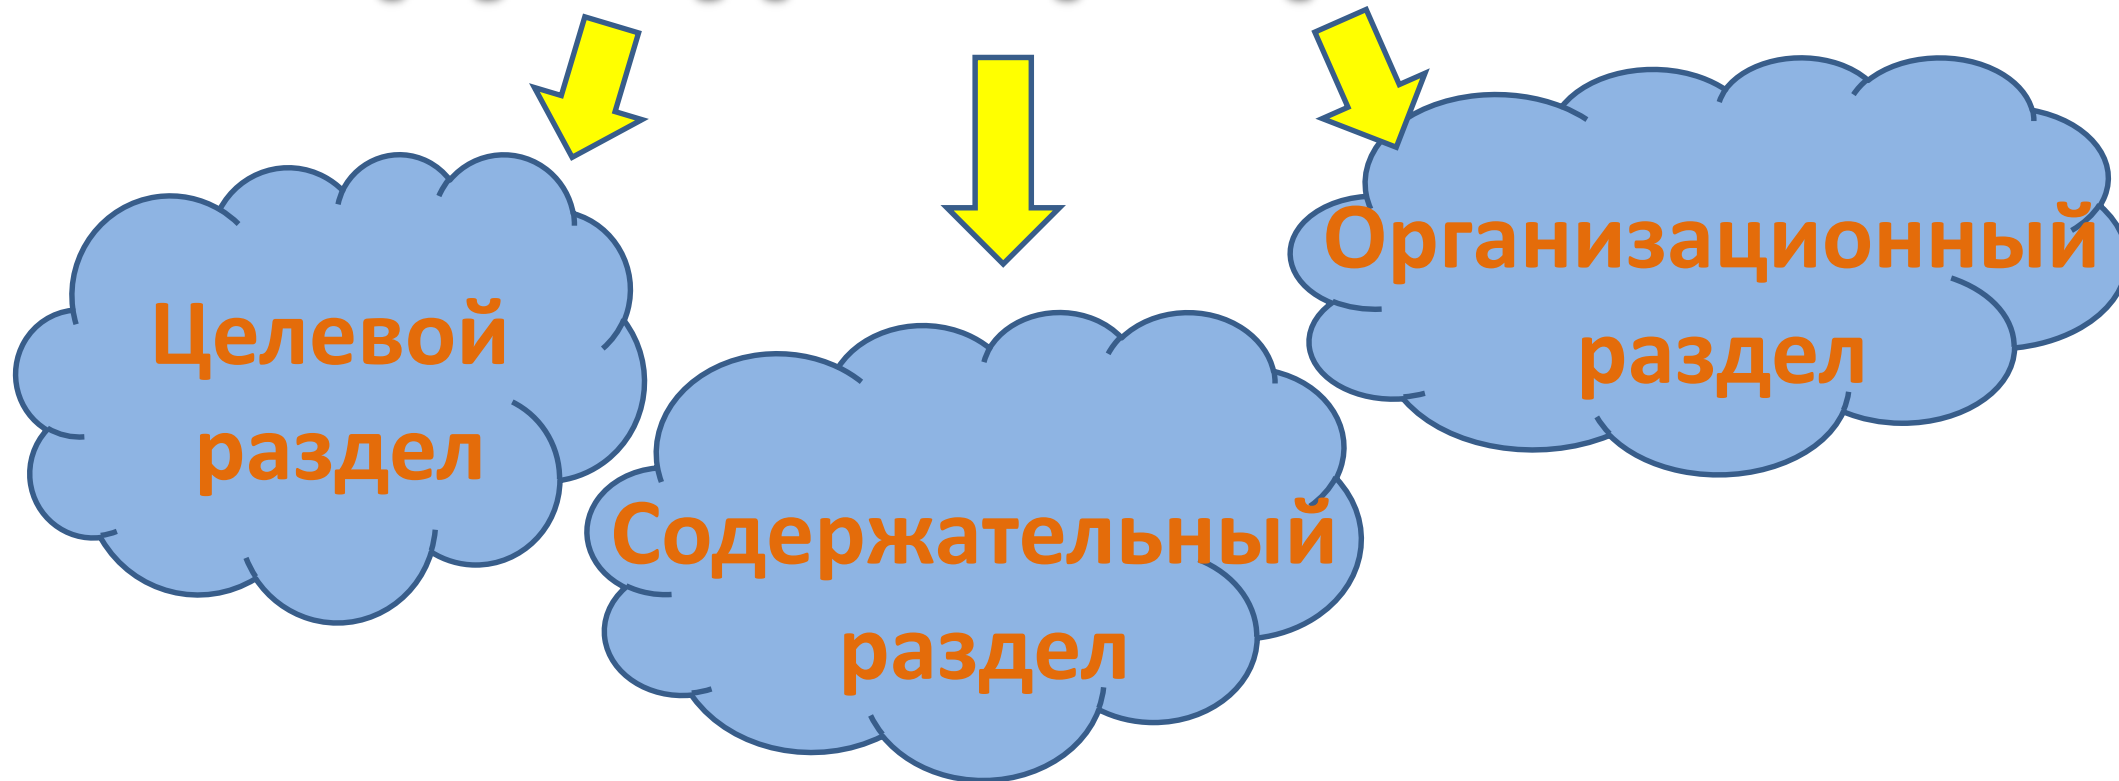 Целевой
раздел
Содержательный
раздел
Организационный
раздел